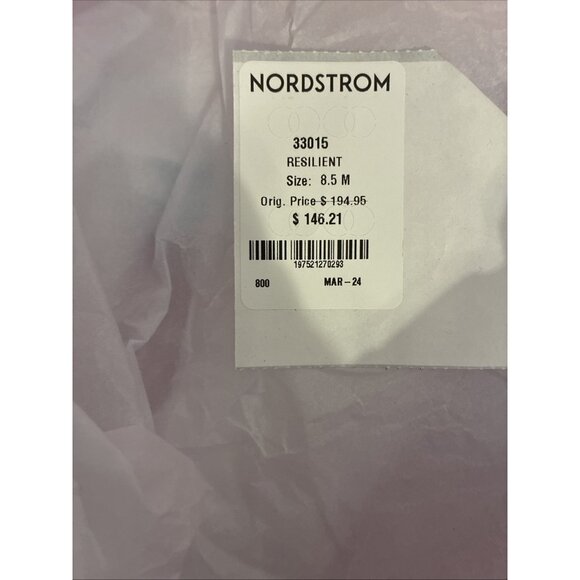 NORDSTROM
33015
RESILIENT
Size: 8.5 M
Orig. Price $ 194.95
$ 146.21
197521270293
800 MAR-24